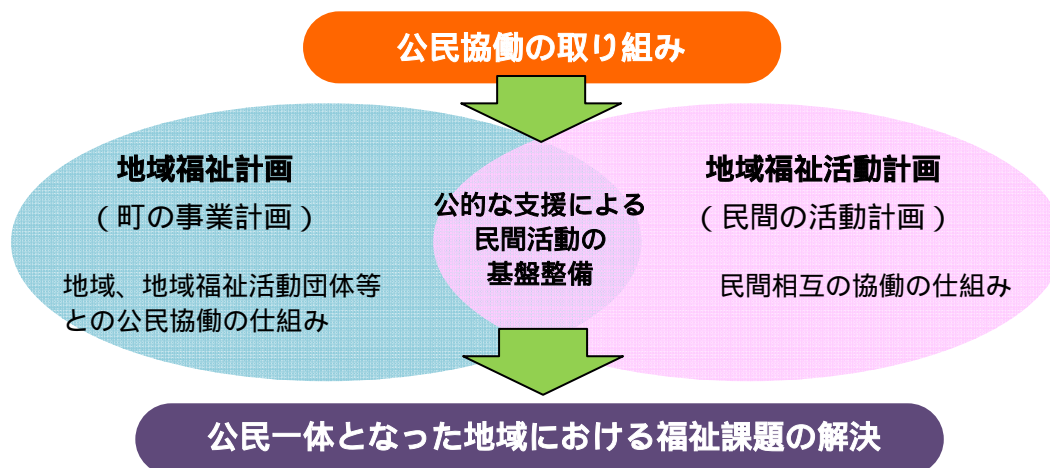 公民協働の取り組み
地域福祉計画
（町の事業計画）
地域、地域福祉活動団体等
との公民協働の仕組み
公的な支援による
民間活動の
基盤整備
地域福祉活動計画
（民間の活動計画）
民間相互の協働の仕組み
公民一体となった地域における福祉課題の解決